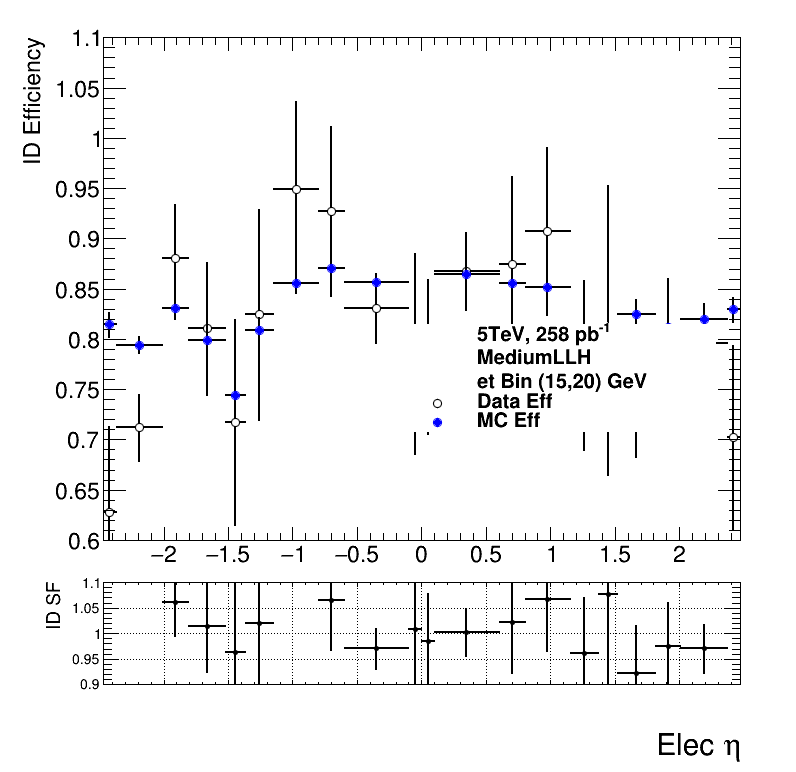 ID Efficiency
1.1
1.05
1
0.95
0.9
0.85
0.8
0.75
0.7
0.65
0.6
5TeV, 258 pb-1
MediumLLH
et Bin (15,20) GeV
Data Eff
MC Eff
−2 −1.5 −1 −0.5 0 0.5 1 1.5 2
ID SF
1.1
1.05
1
0.95
0.9
Elec η